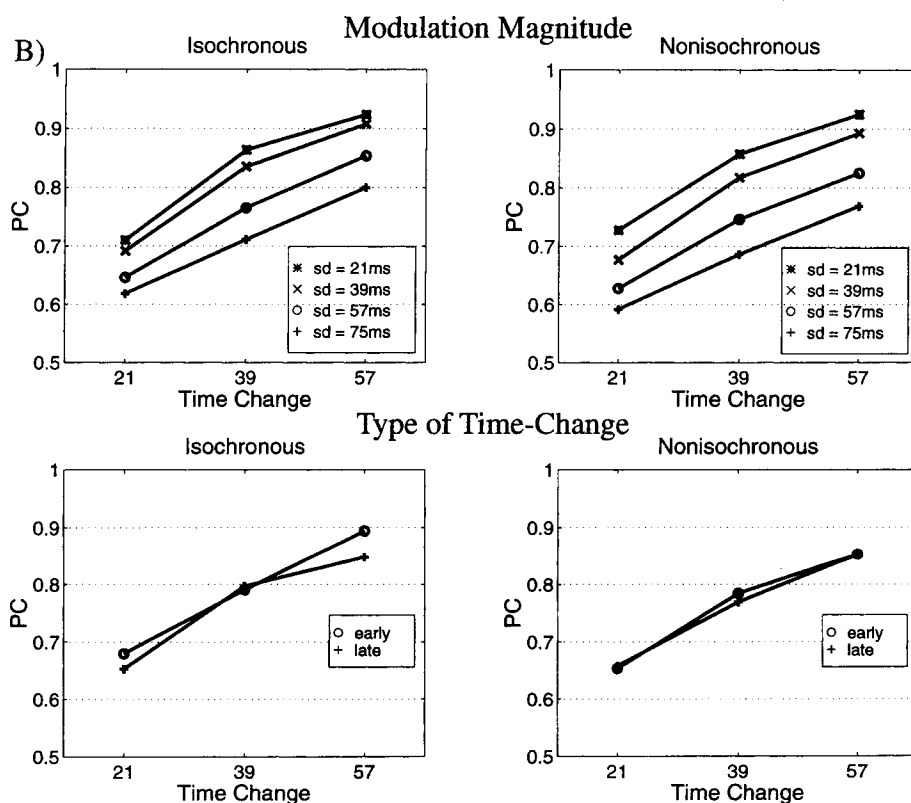 B)
Modulation Magnitude
Isochronous
PC
1
0.9
0.8
0.7
0.6
0.5
21
39
57
Time Change
sd = 21ms
sd = 39ms
sd = 57ms
sd = 75ms
Nonisochronous
PC
1
0.9
0.8
0.7
0.6
0.5
21
39
57
Time Change
sd = 21ms
sd = 39ms
sd = 57ms
sd = 75ms
Type of Time-Change
Isochronous
PC
1
0.9
0.8
0.7
0.6
0.5
21
39
57
Time Change
early
late
Nonisochronous
PC
1
0.9
0.8
0.7
0.6
0.5
21
39
57
Time Change
early
late